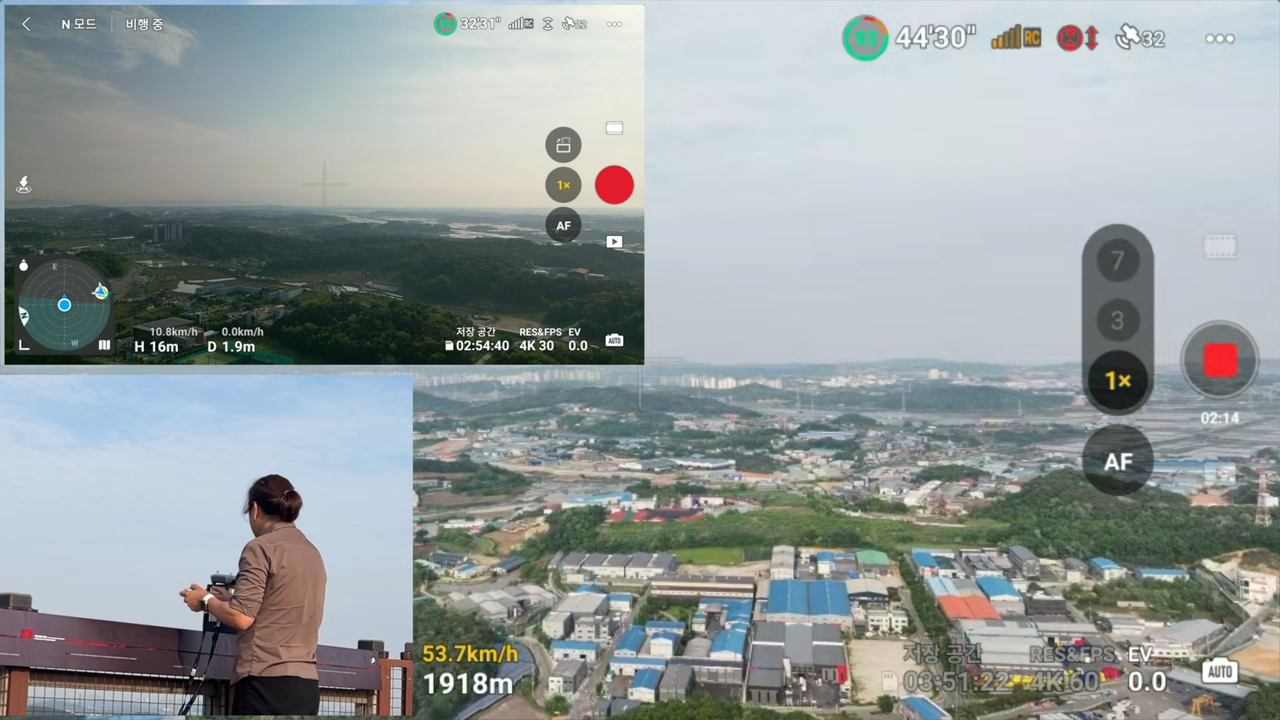 N 모드 비행 중 32'31" RC 22
1×
AF
E
W
10.8km/h 0.0km/h
H 16m D 1.9m
저장 공간 RES&FPS EV
02:54:40 4K 30 0.0
AUTO
93 44'30" RC 32
7
3
1×
02:14
AF
53.7km/h
1918m
저장 공간 RES&FPS EV
03:51:22 4K 60 0.0
AUTO